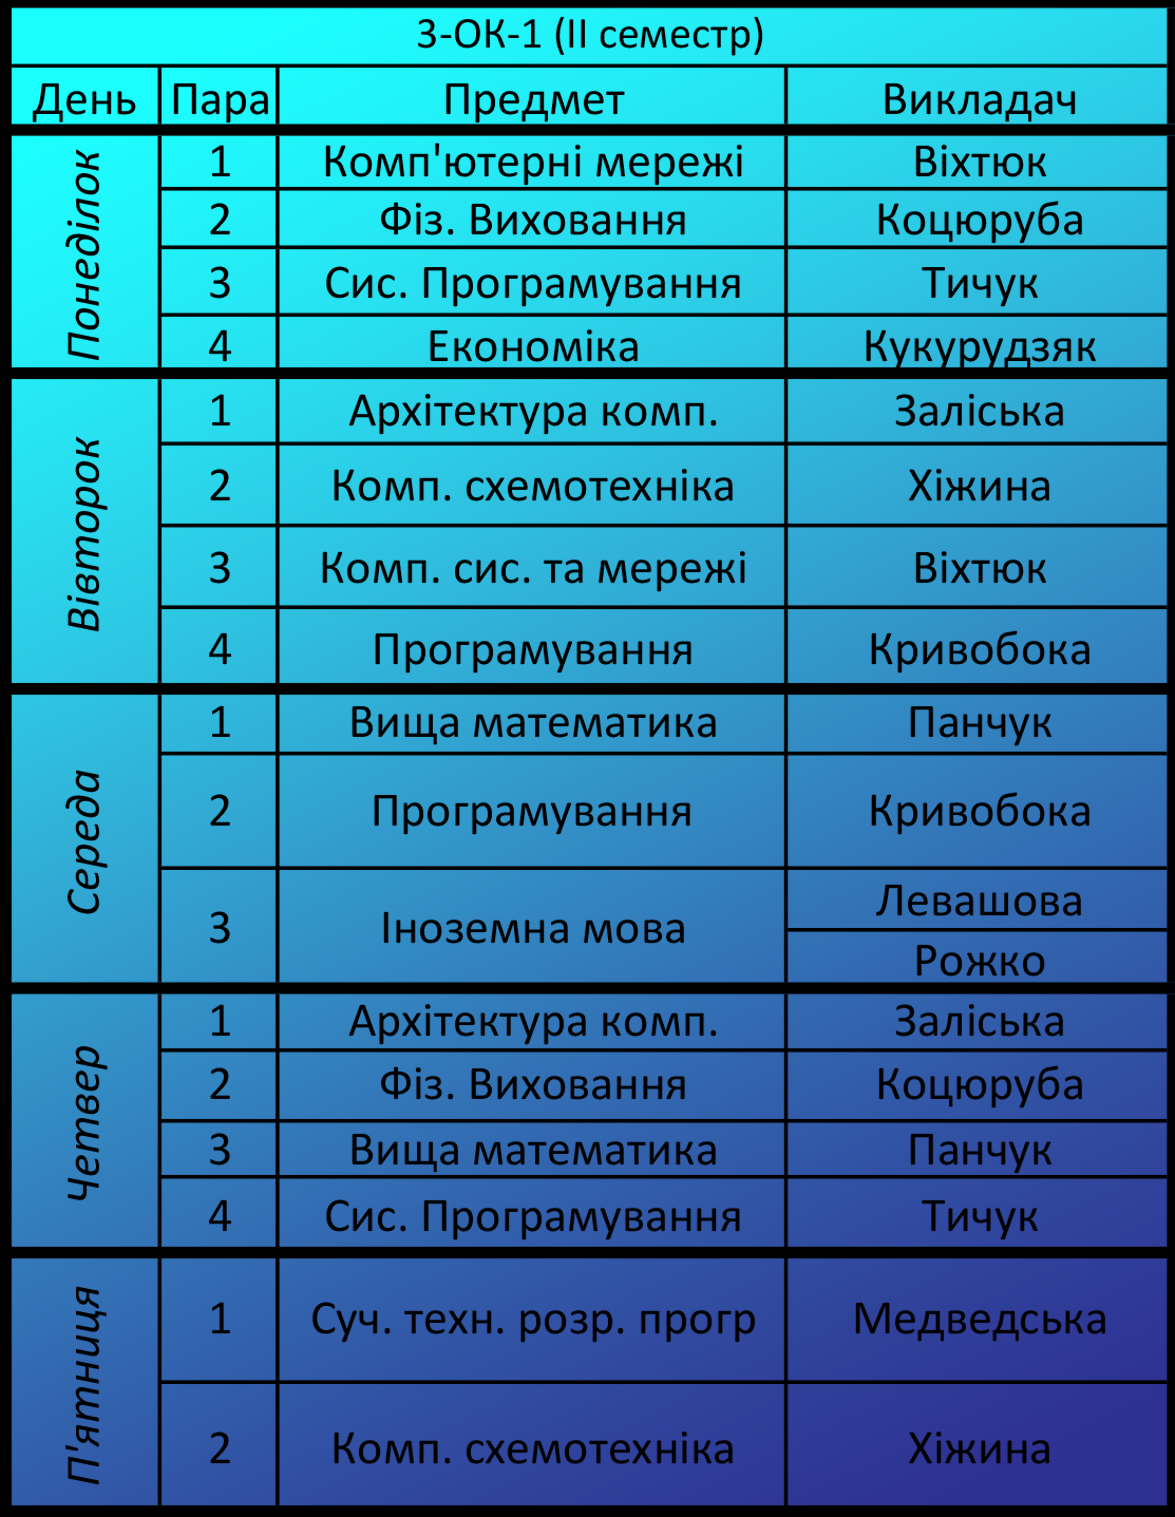 3-ОК-1 (ІІ семестр)
День Пара Предмет Викладач
Понеділок
1 Комп'ютерні мережі Віхтюк
2 Фіз. Виховання Коцюруба
3 Сис. Програмування Тичук
4 Економіка Кукурудзяк
Вівторок
1 Архітектура комп. Заліська
2 Комп. схемотехніка Хіжина
3 Комп. сис. та мережі Віхтюк
4 Програмування Кривобока
Середа
1 Вища математика Панчук
2 Програмування Кривобока
3 Іноземна мова Левашова
Рожко
Четвер
1 Архітектура комп. Заліська
2 Фіз. Виховання Коцюруба
3 Вища математика Панчук
4 Сис. Програмування Тичук
П'ятниця
1 Суч. техн. розр. прогр Медведська
2 Комп. схемотехніка Хіжина